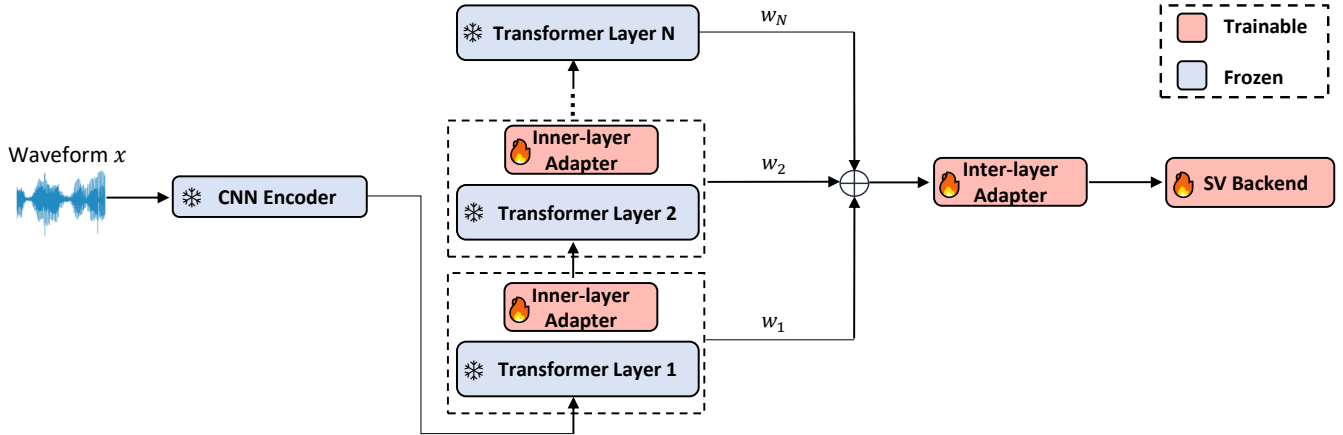 Waveform x
CNN Encoder
Transformer Layer N
Inner-layer
Adapter
Transformer Layer 2
Inner-layer
Adapter
Transformer Layer 1
w_N
w_2
w_1
Inter-layer
Adapter
SV Backend
Trainable
Frozen